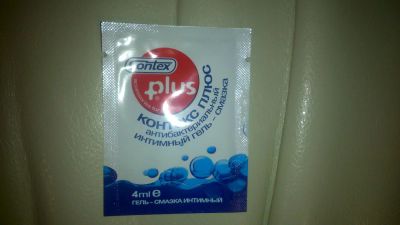 contex
plus
КОНТЕКС ПЛЮС
антибактериальный
интимный гель - смазка
4ml e
ГЕЛЬ - СМАЗКА ИНТИМНЫЙ